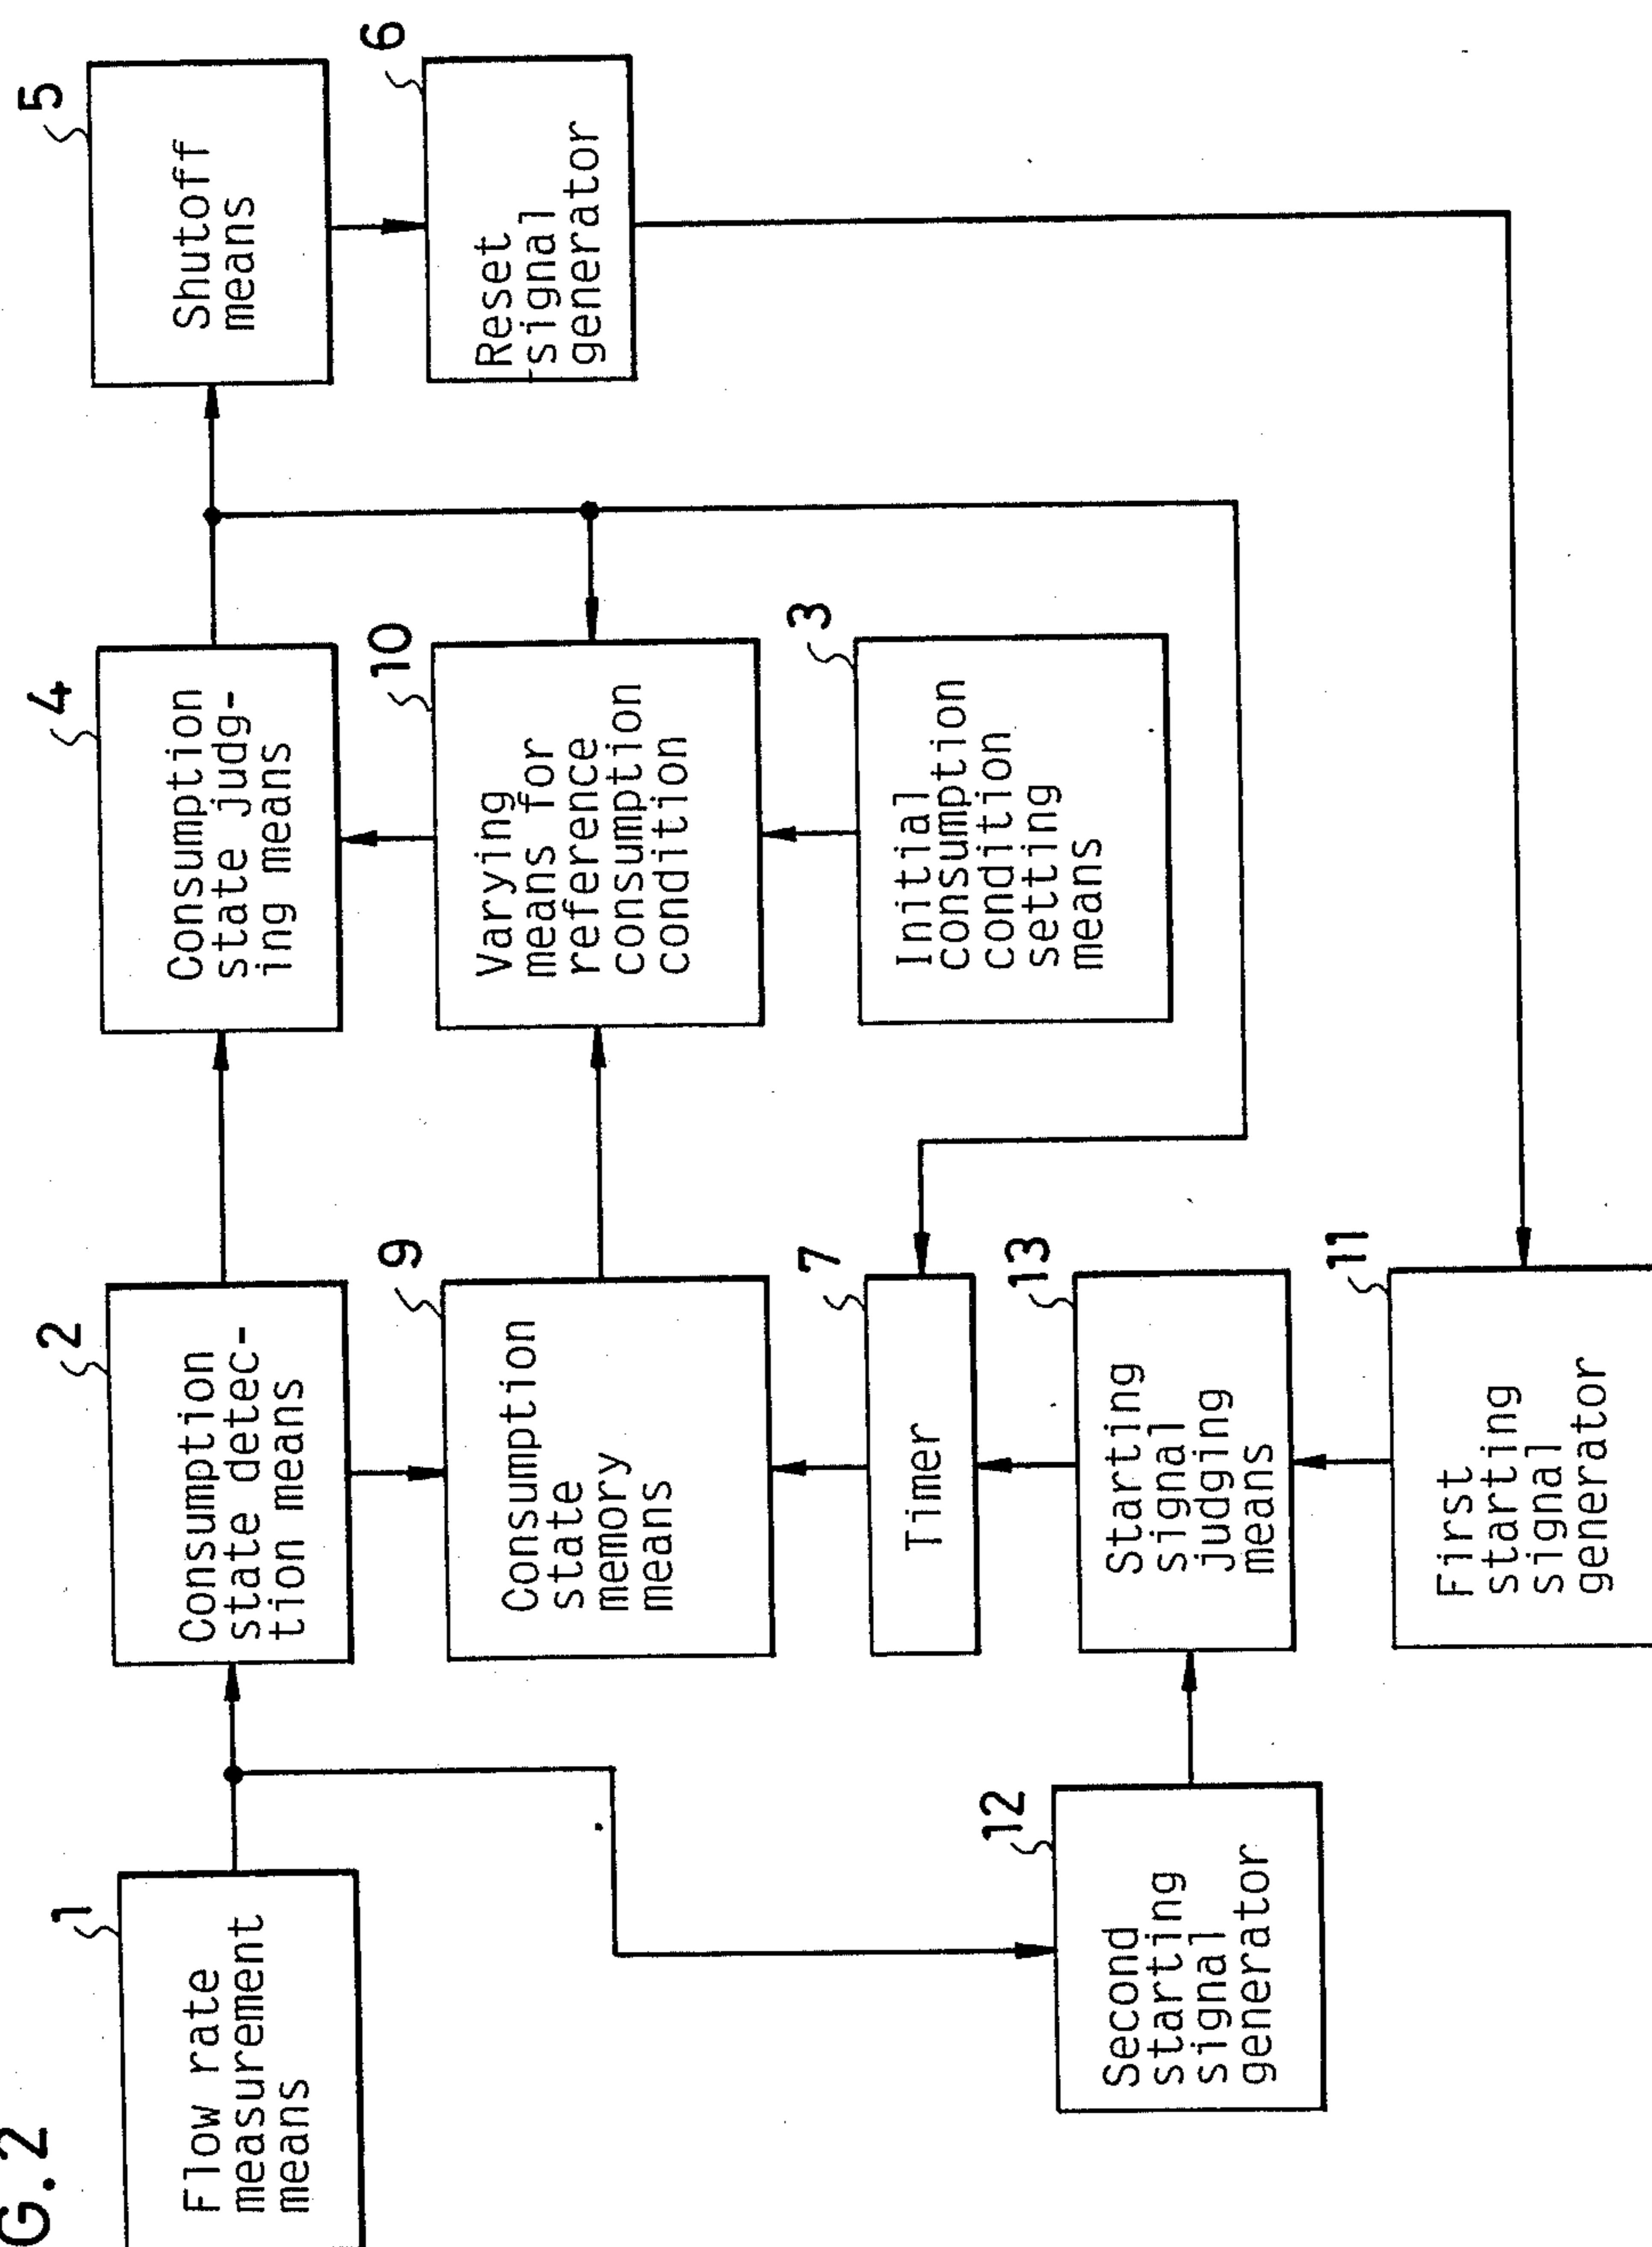 G.2
1
Flow rate
measurement
means
2
Consumption
state detec-
tion means
4
Consumption
state judg-
ing means
5
Shutoff
means
9
Consumption
state
memory
means
10
Varying
means for
reference
consumption
condition
6
Reset
signal
generator
7
Timer
3
Initial
consumption
condition
setting
means
12
Second
starting
signal
generator
13
Starting
signal
judging
means
11
First
starting
signal
generator